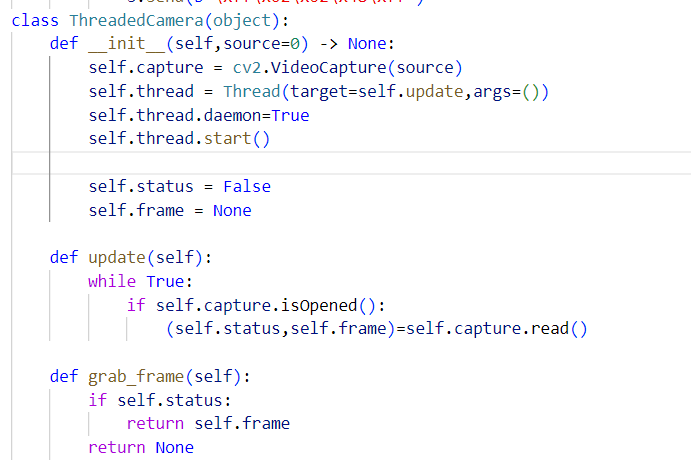 class ThreadedCamera(object):
    def __init__(self,source=0) -> None:
        self.capture = cv2.VideoCapture(source)
        self.thread = Thread(target=self.update,args=())
        self.thread.daemon=True
        self.thread.start()
        self.status = False
        self.frame = None
    def update(self):
        while True:
            if self.capture.isOpened():
                (self.status,self.frame)=self.capture.read()
    def grab_frame(self):
        if self.status:
            return self.frame
        return None